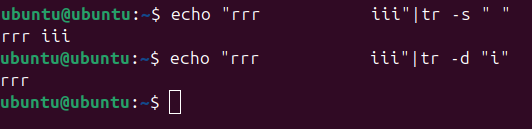 ubuntu@ubuntu:~$ echo "rrr        iii"|tr -s " "
rrr iii
ubuntu@ubuntu:~$ echo "rrr        iii"|tr -d "i"
rrr
ubuntu@ubuntu:~$